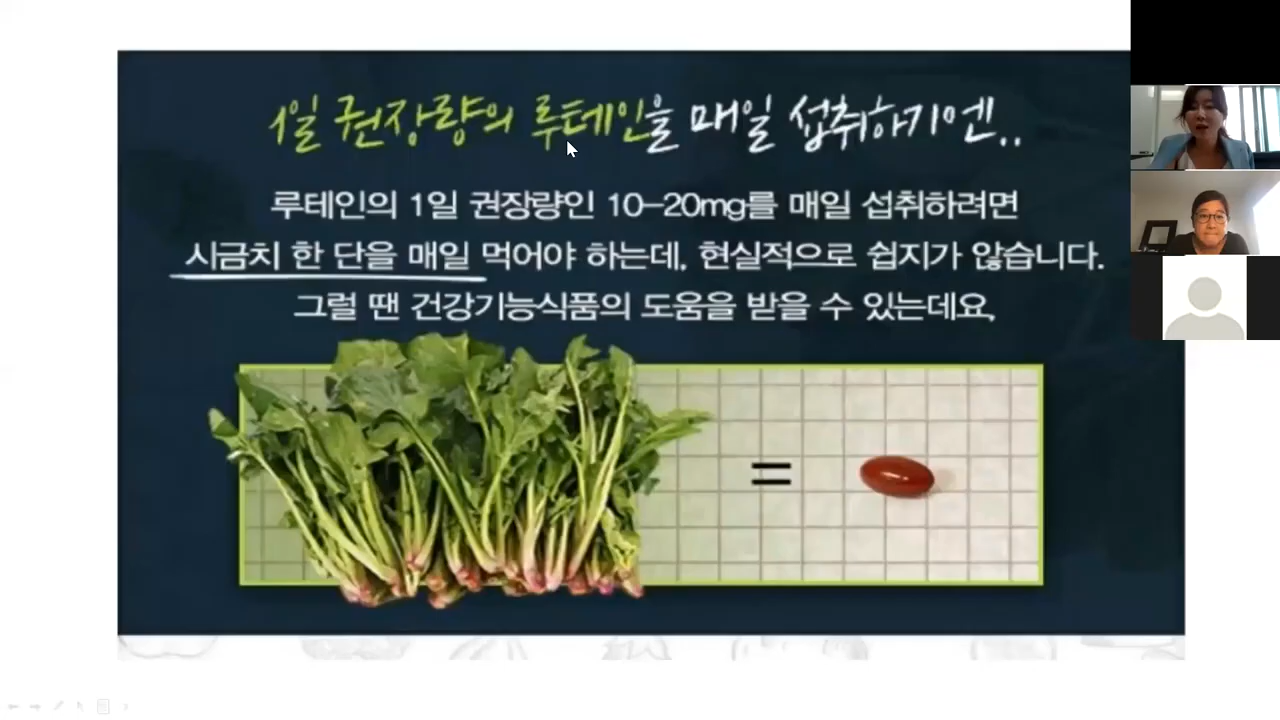 1일 권장량의 루테인을 매일 섭취하기엔..
루테인의 1일 권장량인 10-20mg를 매일 섭취하려면
시금치 한 단을 매일 먹어야 하는데, 현실적으로 쉽지가 않습니다.
그럴 땐 건강기능식품의 도움을 받을 수 있는데요,
=